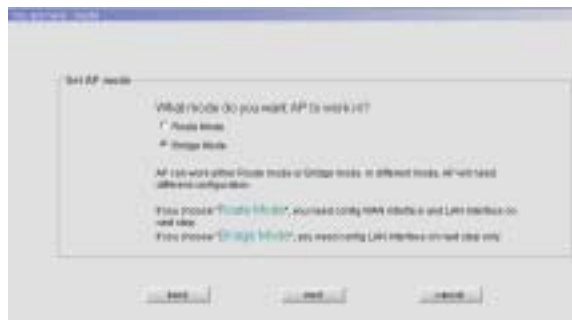 Set AP mode
What mode do you want AP to work in?
Route Mode
Bridge Mode
AP can work either Route mode or Bridge mode. In different mode, AP will need
different configuration.
If you choose "Route Mode", you need config WAN interface and LAN interface on
next step.
If you choose "Bridge Mode", you need config LAN interface on next step only.
back
next
cancel